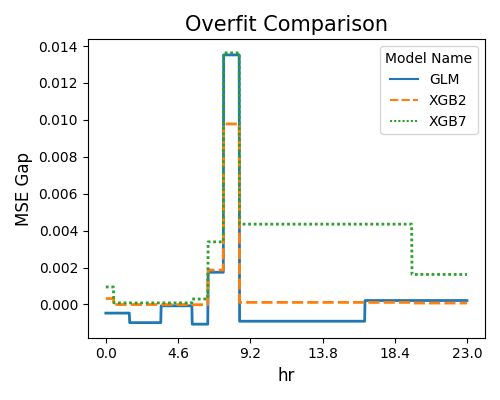 Overfit Comparison
Model Name
GLM
XGB2
XGB7
MSE Gap
0.014
0.012
0.010
0.008
0.006
0.004
0.002
0.000
0.0 4.6 9.2 13.8 18.4 23.0
hr